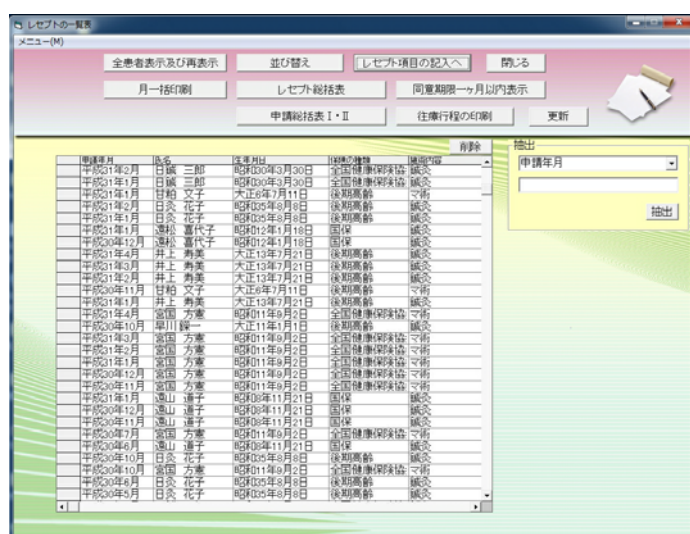 レセプトの一覧表
メニュー(M)
全患者表示及び再表示 並び替え レセプト項目の記入へ 閉じる
月一括印刷 レセプト総括表 同意期限一ヶ月以内表示
申請総括表Ⅰ・Ⅱ 往療行程の印刷 更新
削除 抽出
申請年月
抽出
申請年月 氏名 生年月日 保険の種類 施術内容
平成31年2月 日鍼 三郎 昭和30年3月30日 全国健康保険協 鍼灸
平成31年1月 日鍼 三郎 昭和30年3月30日 全国健康保険協 鍼灸
平成31年1月 甘粕 文子 大正6年7月11日 後期高齢 マ術
平成31年2月 日灸 花子 昭和35年8月8日 後期高齢 鍼灸
平成31年1月 日灸 花子 昭和35年8月8日 後期高齢 鍼灸
平成31年1月 遠松 喜代子 昭和12年1月18日 国保 鍼灸
平成30年12月 遠松 喜代子 昭和12年1月18日 国保 鍼灸
平成31年4月 井上 寿美 大正13年7月21日 後期高齢 鍼灸
平成31年3月 井上 寿美 大正13年7月21日 後期高齢 鍼灸
平成31年2月 井上 寿美 大正13年7月21日 後期高齢 鍼灸
平成30年11月 甘粕 文子 大正6年7月11日 後期高齢 マ術
平成31年1月 井上 寿美 大正13年7月21日 後期高齢 鍼灸
平成31年4月 宮国 方憲 昭和11年9月2日 全国健康保険協 マ術
平成30年10月 早川 一 大正11年1月1日 後期高齢 鍼灸
平成31年3月 宮国 方憲 昭和11年9月2日 全国健康保険協 マ術
平成31年2月 宮国 方憲 昭和11年9月2日 全国健康保険協 マ術
平成31年1月 宮国 方憲 昭和11年9月2日 全国健康保険協 マ術
平成30年12月 宮国 方憲 昭和11年9月2日 全国健康保険協 マ術
平成30年11月 宮国 方憲 昭和11年9月2日 全国健康保険協 マ術
平成31年1月 遠山 道子 昭和8年11月21日 国保 鍼灸
平成30年12月 遠山 道子 昭和8年11月21日 国保 鍼灸
平成30年11月 遠山 道子 昭和8年11月21日 国保 鍼灸
平成30年7月 宮国 方憲 昭和11年9月2日 全国健康保険協 マ術
平成30年6月 遠山 道子 昭和8年11月21日 国保 鍼灸
平成30年10月 日灸 花子 昭和35年8月8日 後期高齢 鍼灸
平成30年10月 宮国 方憲 昭和11年9月2日 全国健康保険協 マ術
平成30年6月 日灸 花子 昭和35年8月8日 後期高齢 鍼灸
平成30年5月 日灸 花子 昭和35年8月8日 後期高齢 鍼灸